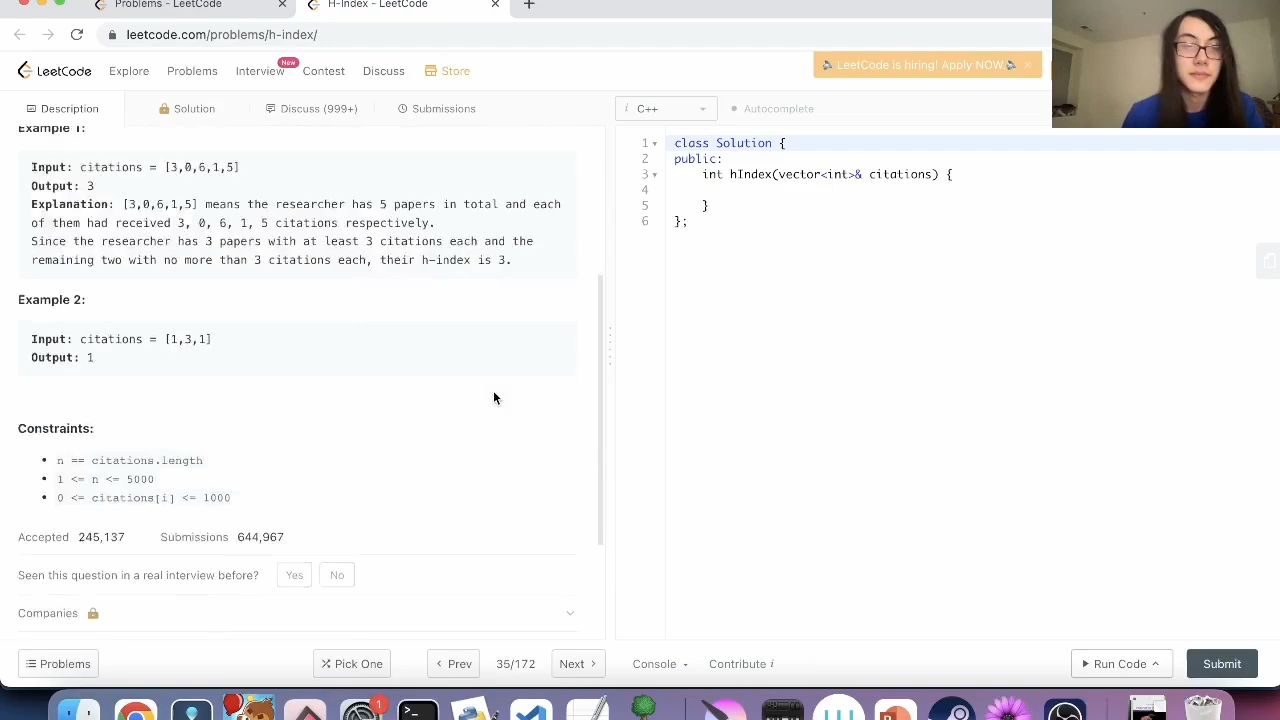 Problems - LeetCode
H-Index - LeetCode
leetcode.com/problems/h-index/
LeetCode Explore Problems Interview New Contest Discuss Store
LeetCode is hiring! Apply NOW.
Description Solution Discuss (999+) Submissions
i C++ Autocomplete
Example 1:
Input: citations = [3,0,6,1,5]
Output: 3
Explanation: [3,0,6,1,5] means the researcher has 5 papers in total and each
of them had received 3, 0, 6, 1, 5 citations respectively.
Since the researcher has 3 papers with at least 3 citations each and the
remaining two with no more than 3 citations each, their h-index is 3.
Example 2:
Input: citations = [1,3,1]
Output: 1
Constraints:
n == citations.length
1 <= n <= 5000
0 <= citations[i] <= 1000
Accepted 245,137 Submissions 644,967
Seen this question in a real interview before? Yes No
Companies
1 class Solution {
2 public:
3 int hIndex(vector<int>& citations) {
4
5 }
6 };
Problems Pick One Prev 35/172 Next Console Contribute i Run Code Submit
1